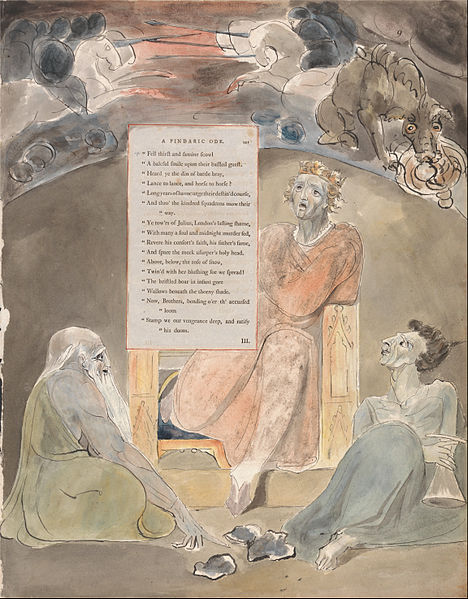 9
A PINDARIC ODE. 107
" Fell thirst and famine scowl
" A baleful smile upon their baffled guest.
" Heard ye the din of battle bray,
" Lance to lance, and horse to horse?
" Long years of havoc urge their destin'd course,
" And thro' the kindred squadrons mow their
" way.
" Ye tow'rs of Julius, London's lasting shame,
" With many a foul and midnight murder fed,
" Revere his consort's faith, his father's fame,
" And spare the meek usurper's holy head.
" Above, below, the rose of snow,
" Twin'd with her blushing foe we spread:
" The bristled boar in infant gore
" Wallows beneath the thorny shade.
" Now, Brothers, bending o'er th' accursed
" loom
" Stamp we our vengeance deep, and ratify
" his doom.
III.